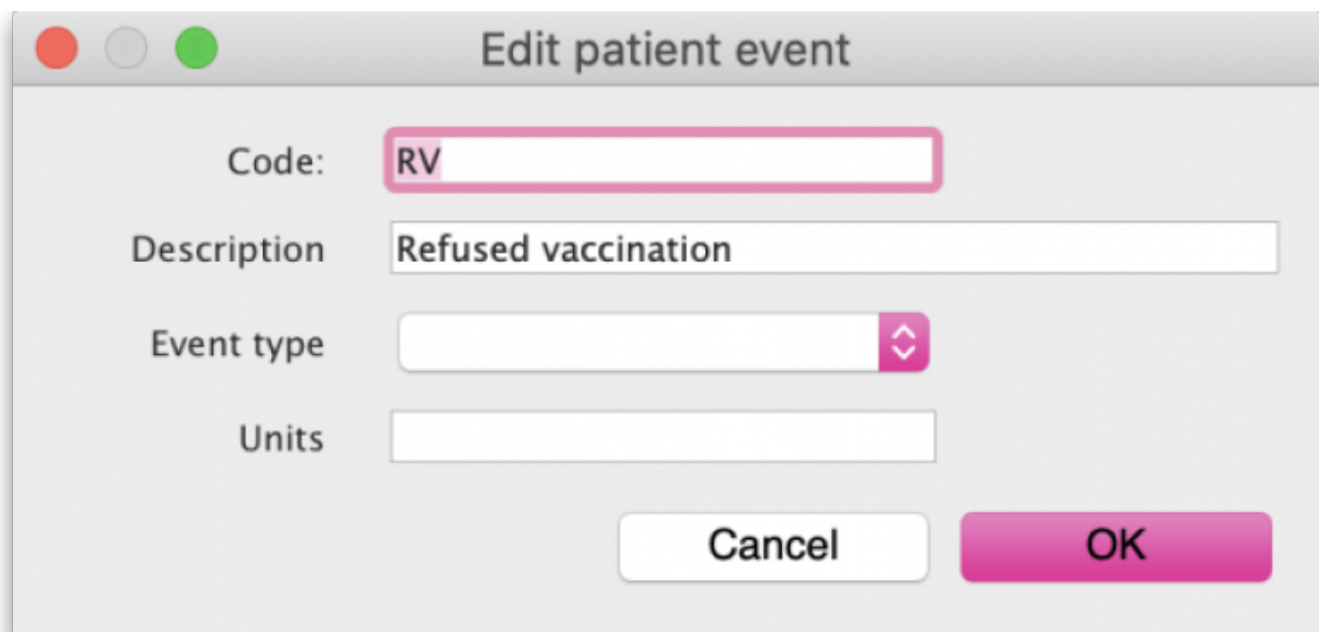 Edit patient event
Code: RV
Description Refused vaccination
Event type
Units
Cancel OK